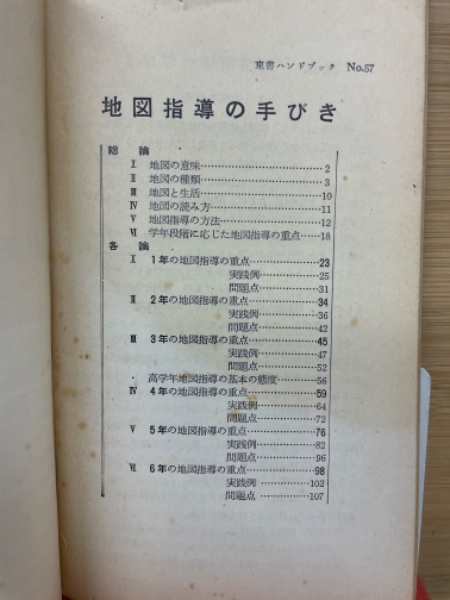 東書ハンドブック No.57
地図指導の手びき
総論
Ⅰ 地図の意味……………………2
Ⅱ 地図の種類……………………3
Ⅲ 地図と生活……………………10
Ⅳ 地図の読み方…………………11
Ⅴ 地図指導の方法………………12
Ⅵ 学年段階に応じた地図指導の重点……18
各論
Ⅰ 1年の地図指導の重点…………23
実践例……………25
問題点……………31
Ⅱ 2年の地図指導の重点…………34
実践例……………36
問題点……………42
Ⅲ 3年の地図指導の重点…………45
実践例……………47
問題点……………52
高学年地図指導の基本の態度………56
Ⅳ 4年の地図指導の重点…………59
実践例……………64
問題点……………72
Ⅴ 5年の地図指導の重点…………76
実践例……………82
問題点……………96
Ⅵ 6年の地図指導の重点…………98
実践例……………102
問題点……………107